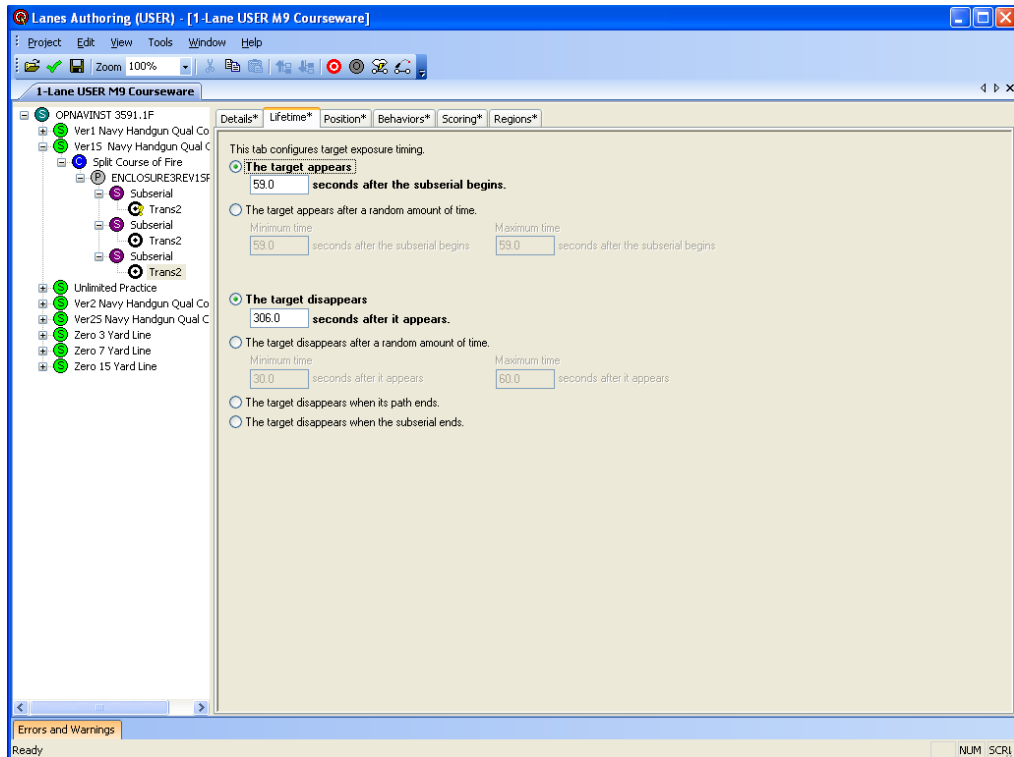 Lanes Authoring (USER) - [1-Lane USER M9 Courseware]
Project Edit View Tools Window Help
Zoom 100%
1-Lane USER M9 Courseware
OPNAVINST 3591.1F
Ver1 Navy Handgun Qual Co
Ver1S Navy Handgun Qual C
Split Course of Fire
ENCLOSURE3REV1SF
Subserial
Trans2
Subserial
Trans2
Subserial
Trans2
Unlimited Practice
Ver2 Navy Handgun Qual Co
Ver2S Navy Handgun Qual C
Zero 3 Yard Line
Zero 7 Yard Line
Zero 15 Yard Line
Details* Lifetime* Position* Behaviors* Scoring* Regions*
This tab configures target exposure timing.
The target appears
59.0 seconds after the subserial begins.
The target appears after a random amount of time.
Minimum time Maximum time
59.0 seconds after the subserial begins 59.0 seconds after the subserial begins
The target disappears
306.0 seconds after it appears.
The target disappears after a random amount of time.
Minimum time Maximum time
30.0 seconds after it appears 60.0 seconds after it appears
The target disappears when its path ends.
The target disappears when the subserial ends.
Errors and Warnings
Ready NUM SCRL